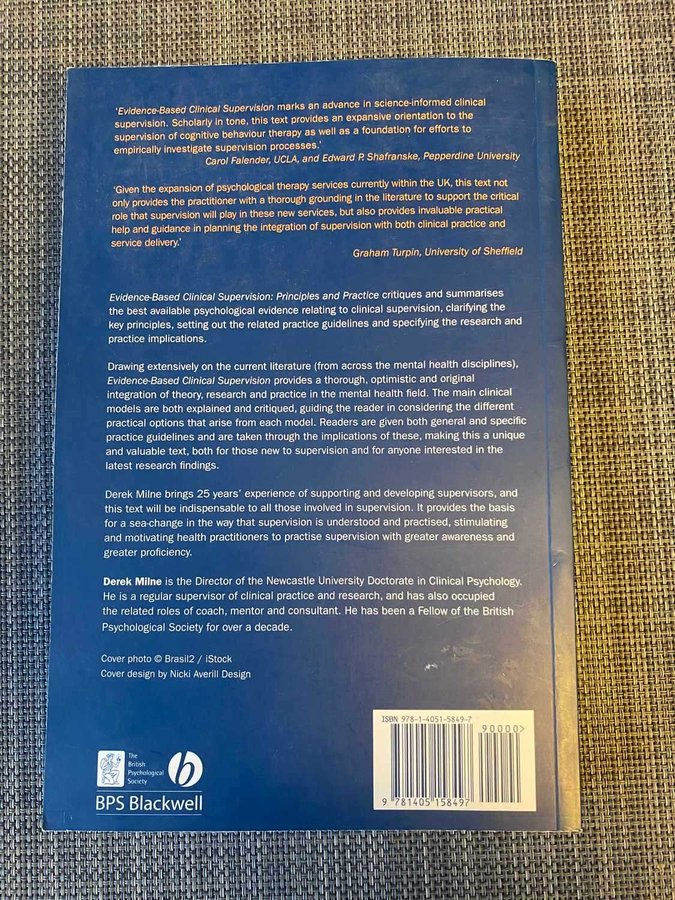 ‘Evidence-Based Clinical Supervision marks an advance in science-informed clinical
supervision. Scholarly in tone, this text provides an expansive orientation to the
supervision of cognitive behaviour therapy as well as a foundation for efforts to
empirically investigate supervision processes.’
Carol Falender, UCLA, and Edward P. Shafranske, Pepperdine University
‘Given the expansion of psychological therapy services currently within the UK, this text not
only provides the practitioner with a thorough grounding in the literature to support the critical
role that supervision will play in these new services, but also provides invaluable practical
help and guidance in planning the integration of supervision with both clinical practice and
service delivery.’
Graham Turpin, University of Sheffield
Evidence-Based Clinical Supervision: Principles and Practice critiques and summarises
the best available psychological evidence relating to clinical supervision, clarifying the
key principles, setting out the related practice guidelines and specifying the research and
practice implications.
Drawing extensively on the current literature (from across the mental health disciplines),
Evidence-Based Clinical Supervision provides a thorough, optimistic and original
integration of theory, research and practice in the mental health field. The main clinical
models are both explained and critiqued, guiding the reader in considering the different
practical options that arise from each model. Readers are given both general and specific
practice guidelines and are taken through the implications of these, making this a unique
and valuable text, both for those new to supervision and for anyone interested in the
latest research findings.
Derek Milne brings 25 years’ experience of supporting and developing supervisors, and
this text will be indispensable to all those involved in supervision. It provides the basis
for a sea-change in the way that supervision is understood and practised, stimulating
and motivating health practitioners to practise supervision with greater awareness and
greater proficiency.
Derek Milne is the Director of the Newcastle University Doctorate in Clinical Psychology.
He is a regular supervisor of clinical practice and research, and has also occupied
the related roles of coach, mentor and consultant. He has been a Fellow of the British
Psychological Society for over a decade.
Cover photo © Brasil2 / iStock
Cover design by Nicki Averill Design
The
British
Psychological
Society
b
BPS Blackwell
ISBN 978-1-4051-5849-7
90000>
9 781405 158497